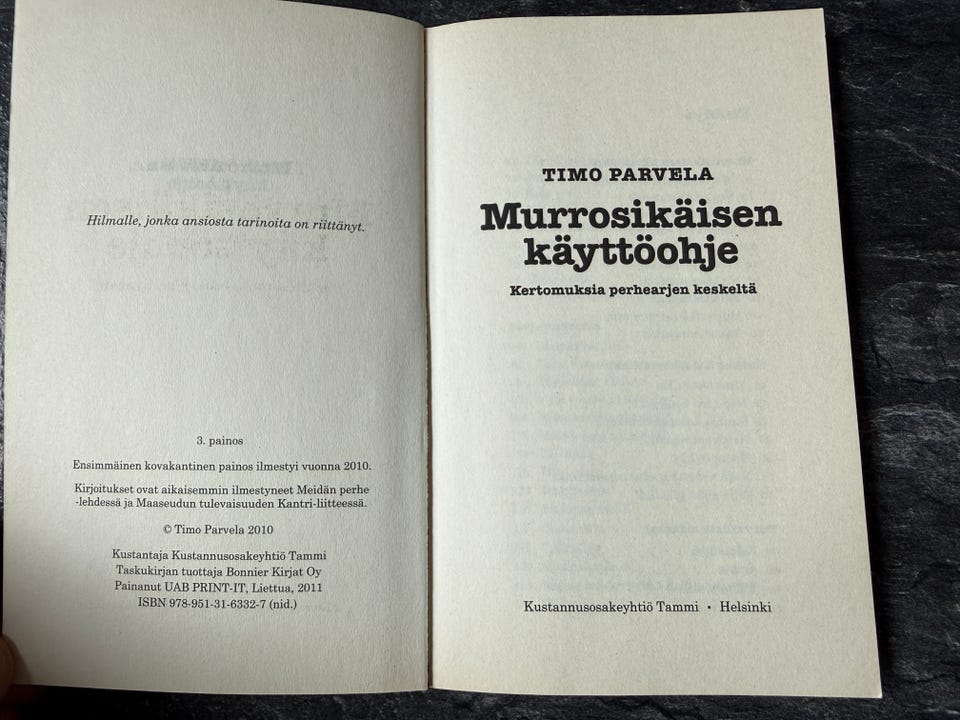 Hilmalle, jonka ansiosta tarinoita on riittänyt.
3. painos
Ensimmäinen kovakantinen painos ilmestyi vuonna 2010.
Kirjoitukset ovat aikaisemmin ilmestyneet Meidän perhe
-lehdessä ja Maaseudun tulevaisuuden Kantri-liitteessä.
© Timo Parvela 2010
Kustantaja Kustannusosakeyhtiö Tammi
Taskukirjan tuottaja Bonnier Kirjat Oy
Painanut UAB PRINT-IT, Liettua, 2011
ISBN 978-951-31-6332-7 (nid.)
TIMO PARVELA
Murrosikäisen
käyttöohje
Kertomuksia perhearjen keskeltä
Kustannusosakeyhtiö Tammi • Helsinki